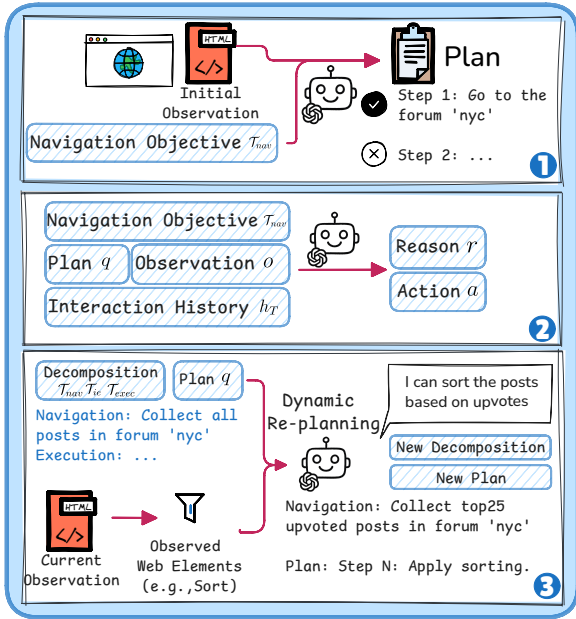 HTML
</>
Initial
Observation
Navigation Objective 𝒯nav
Plan
Step 1: Go to the
forum 'nyc'
Step 2: ...
1
Navigation Objective 𝒯nav
Plan q
Observation o
Interaction History hT
Reason r
Action a
2
Decomposition
𝒯nav 𝒯ic 𝒯exec
Plan q
Navigation: Collect all
posts in forum 'nyc'
Execution: ...
HTML
</>
Current
Observation
Observed
Web Elements
(e.g.,Sort)
Dynamic
Re-planning
I can sort the posts
based on upvotes
New Decomposition
New Plan
Navigation: Collect top25
upvoted posts in forum 'nyc'
Plan: Step N: Apply sorting.
3